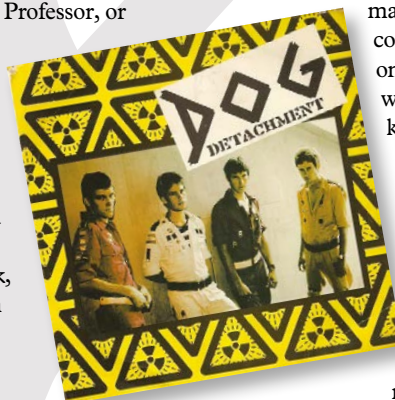 Professor, or
ma
co
or
w
k
DOG
DETACHMENT
k,